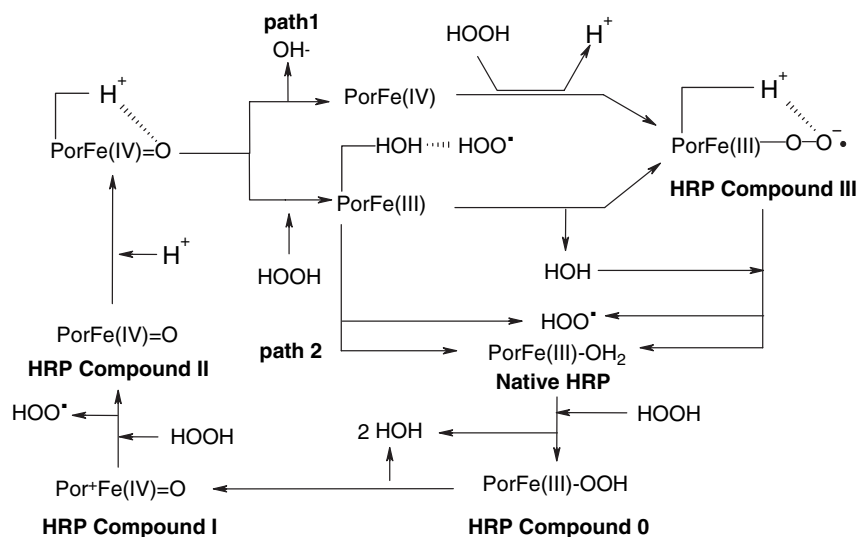 path1
OH-
HOOH
H+
H+
PorFe(IV)
H+
PorFe(IV)=O
HOH HOO•
PorFe(III)
PorFe(III)—O—O−•
HRP Compound III
HOOH
HOH
H+
HOO•
PorFe(IV)=O
path 2
PorFe(III)-OH2
HRP Compound II
Native HRP
HOO•
HOOH
2 HOH
HOOH
Por+Fe(IV)=O
PorFe(III)-OOH
HRP Compound I
HRP Compound 0